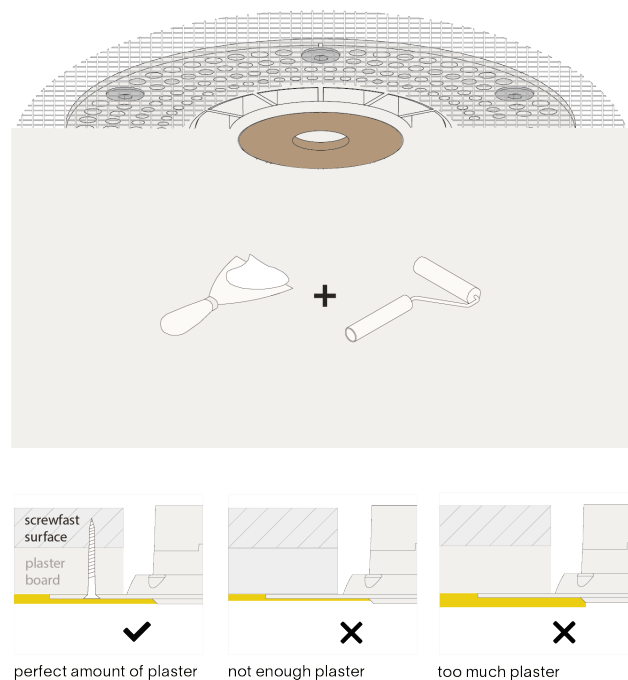 screwfast
surface
plaster
board
perfect amount of plaster
not enough plaster
too much plaster